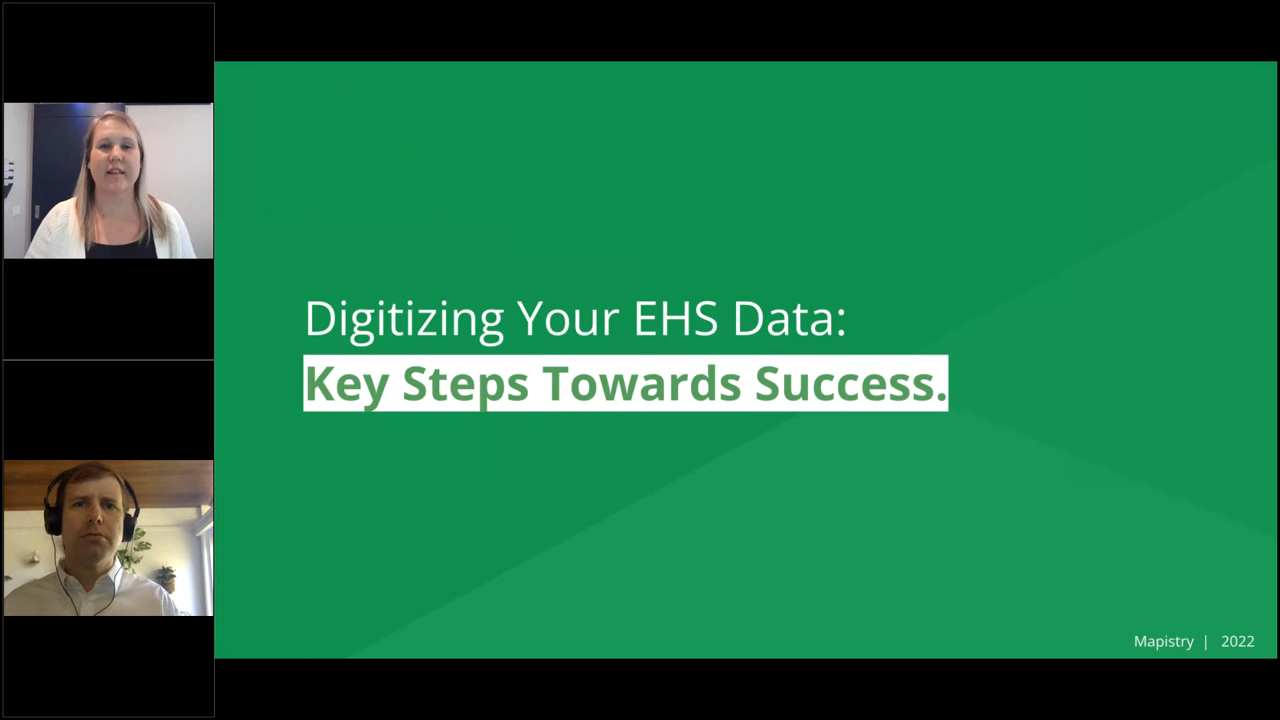 Digitizing Your EHS Data:
Key Steps Towards Success.
Mapistry | 2022